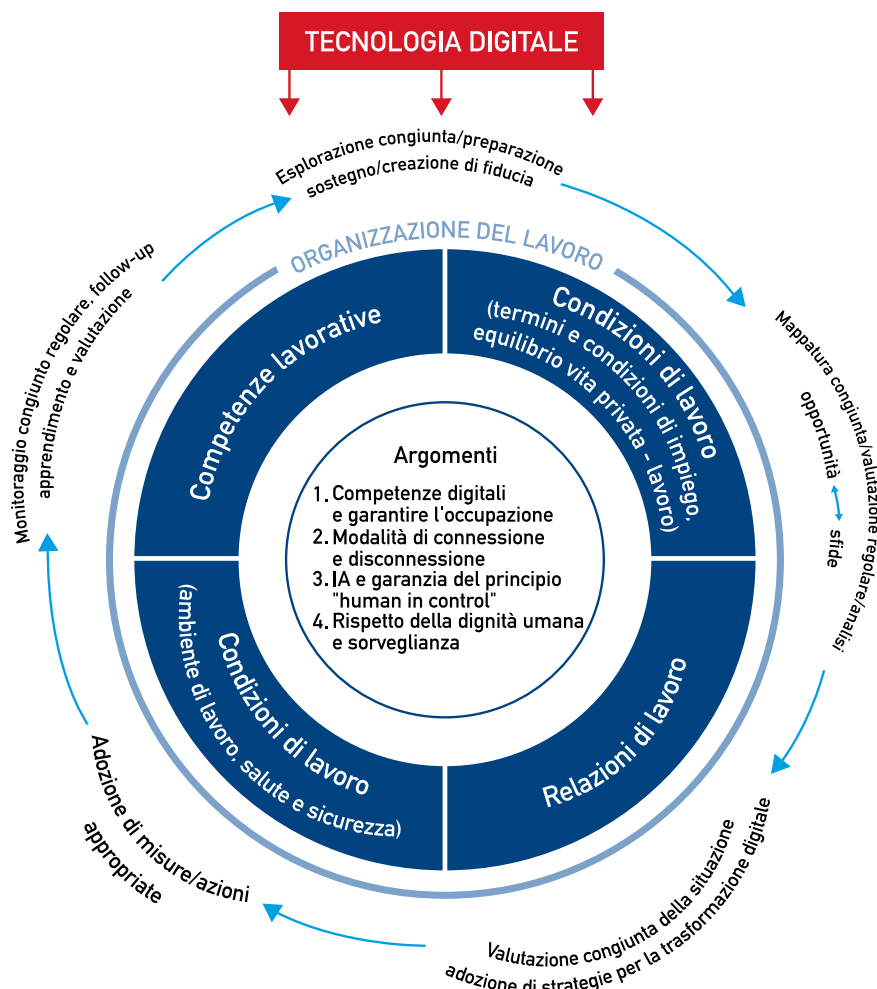 TECNOLOGIA DIGITALE
Esplorazione congiunta/preparazione
sostegno/creazione di fiducia
Mappatura congiunta/valutazione regolare/analisi
opportunità
sfide
Valutazione congiunta della situazione
adozione di strategie per la trasformazione digitale
Adozione di misure/azioni
appropriate
Monitoraggio congiunto regolare, follow-up
apprendimento e valutazione
ORGANIZZAZIONE DEL LAVORO
Competenze lavorative
Condizioni di lavoro
(termini e condizioni di impiego,
equilibrio vita privata - lavoro)
Relazioni di lavoro
Condizioni di lavoro
(ambiente di lavoro, salute e sicurezza)
Argomenti
1. Competenze digitali
e garantire l'occupazione
2. Modalità di connessione
e disconnessione
3. IA e garanzia del principio
"human in control"
4. Rispetto della dignità umana
e sorveglianza